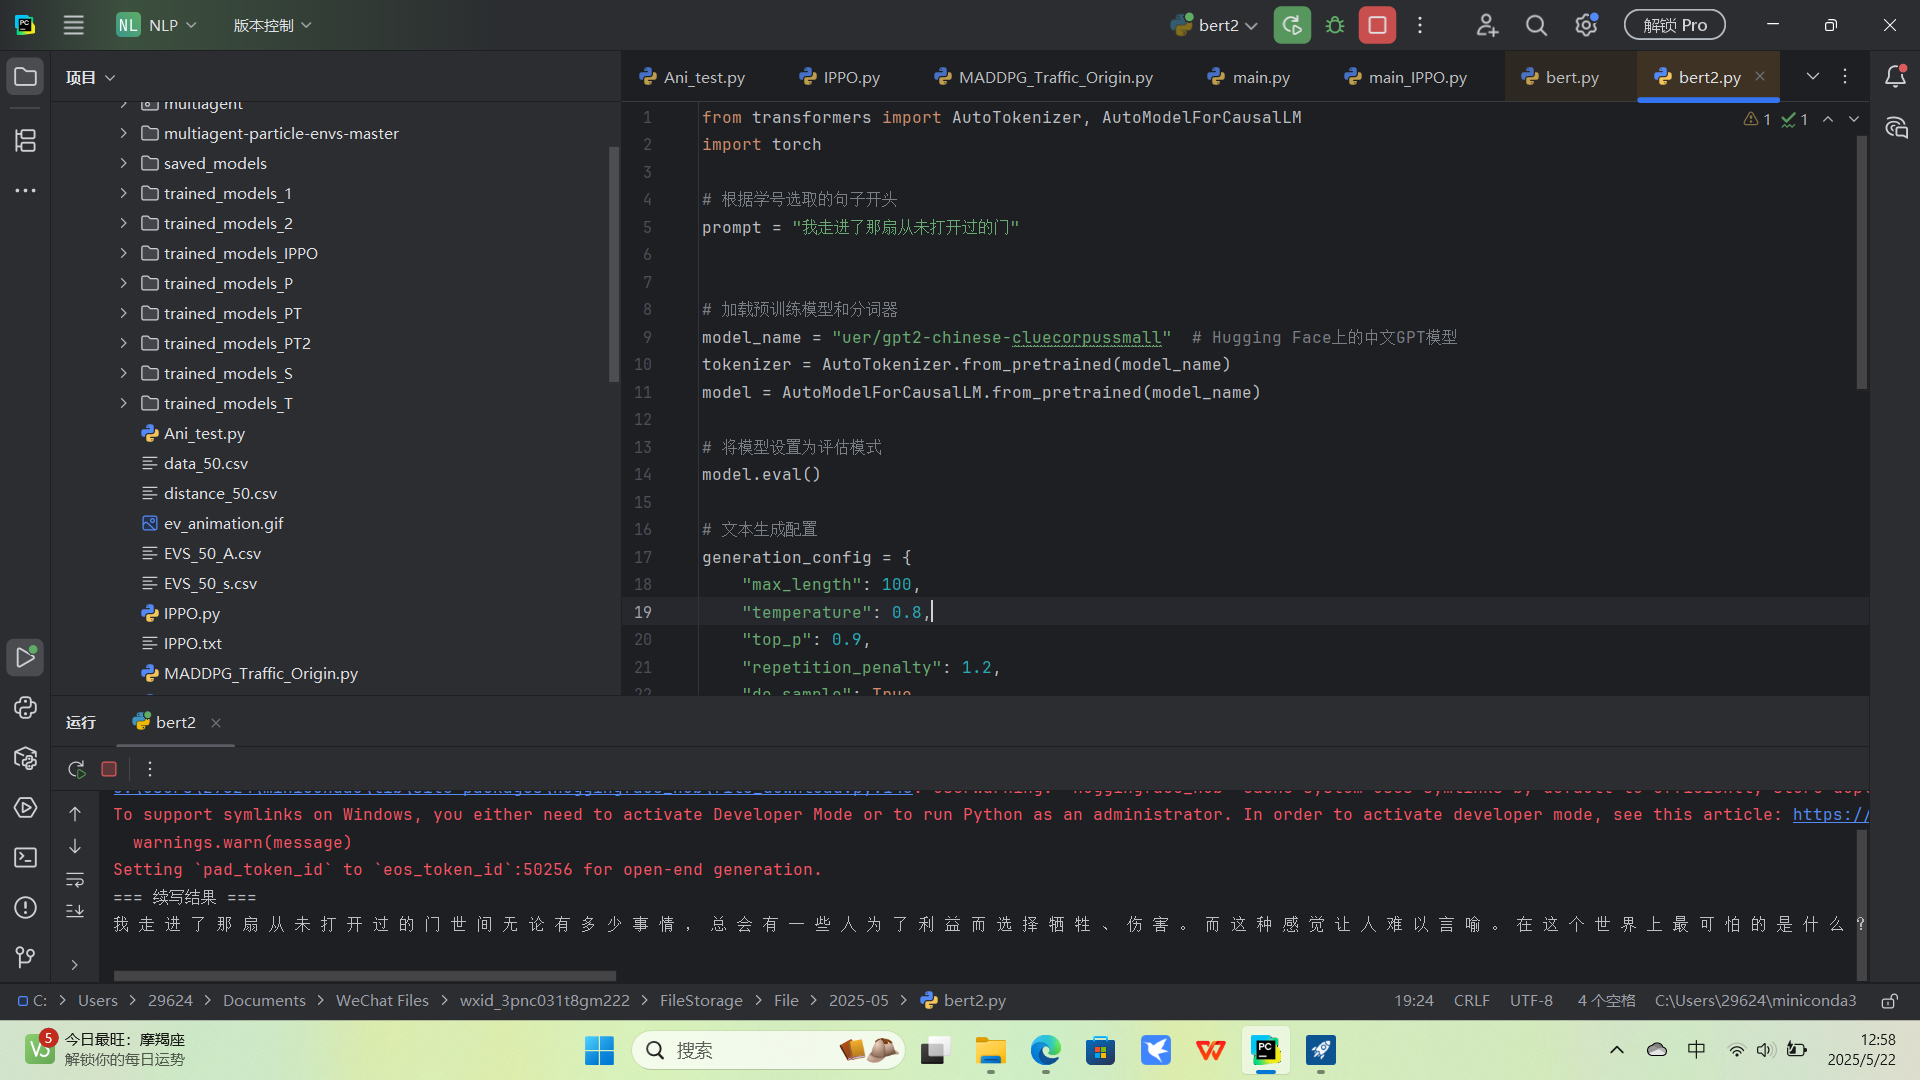 NL NLP 版本控制 bert2 解锁 Pro
项目
Ani_test.py IPPO.py MADDPG_Traffic_Origin.py main.py main_IPPO.py bert.py bert2.py
multiagent
multiagent-particle-envs-master
saved_models
trained_models_1
trained_models_2
trained_models_IPPO
trained_models_P
trained_models_PT
trained_models_PT2
trained_models_S
trained_models_T
Ani_test.py
data_50.csv
distance_50.csv
ev_animation.gif
EVS_50_A.csv
EVS_50_s.csv
IPPO.py
IPPO.txt
MADDPG_Traffic_Origin.py
1 from transformers import AutoTokenizer, AutoModelForCausalLM
1 1
2 import torch
3
4 # 根据学号选取的句子开头
5 prompt = "我走进了那扇从未打开过的门"
6
7
8 # 加载预训练模型和分词器
9 model_name = "uer/gpt2-chinese-cluecorpussmall" # Hugging Face上的中文GPT模型
10 tokenizer = AutoTokenizer.from_pretrained(model_name)
11 model = AutoModelForCausalLM.from_pretrained(model_name)
12
13 # 将模型设置为评估模式
14 model.eval()
15
16 # 文本生成配置
17 generation_config = {
18 "max_length": 100,
19 "temperature": 0.8,
20 "top_p": 0.9,
21 "repetition_penalty": 1.2,
22 "do_sample": True
运行 bert2
To support symlinks on Windows, you either need to activate Developer Mode or to run Python as an administrator. In order to activate developer mode, see this article: https://
warnings.warn(message)
Setting `pad_token_id` to `eos_token_id`:50256 for open-end generation.
=== 续写结果 ===
我 走 进 了 那 扇 从 未 打 开 过 的 门 世 间 无 论 有 多 少 事 情 ， 总 会 有 一 些 人 为 了 利 益 而 选 择 牺 牲 、 伤 害 。 而 这 种 感 觉 让 人 难 以 言 喻 。 在 这 个 世 界 上 最 可 怕 的 是 什 么 ?
C: Users 29624 Documents WeChat Files wxid_3pnc031t8gm222 FileStorage File 2025-05 bert2.py 19:24 CRLF UTF-8 4 个空格 C:\Users\29624\miniconda3
5 今日最旺：摩羯座
解锁你的每日运势
搜索
中
12:58
2025/5/22